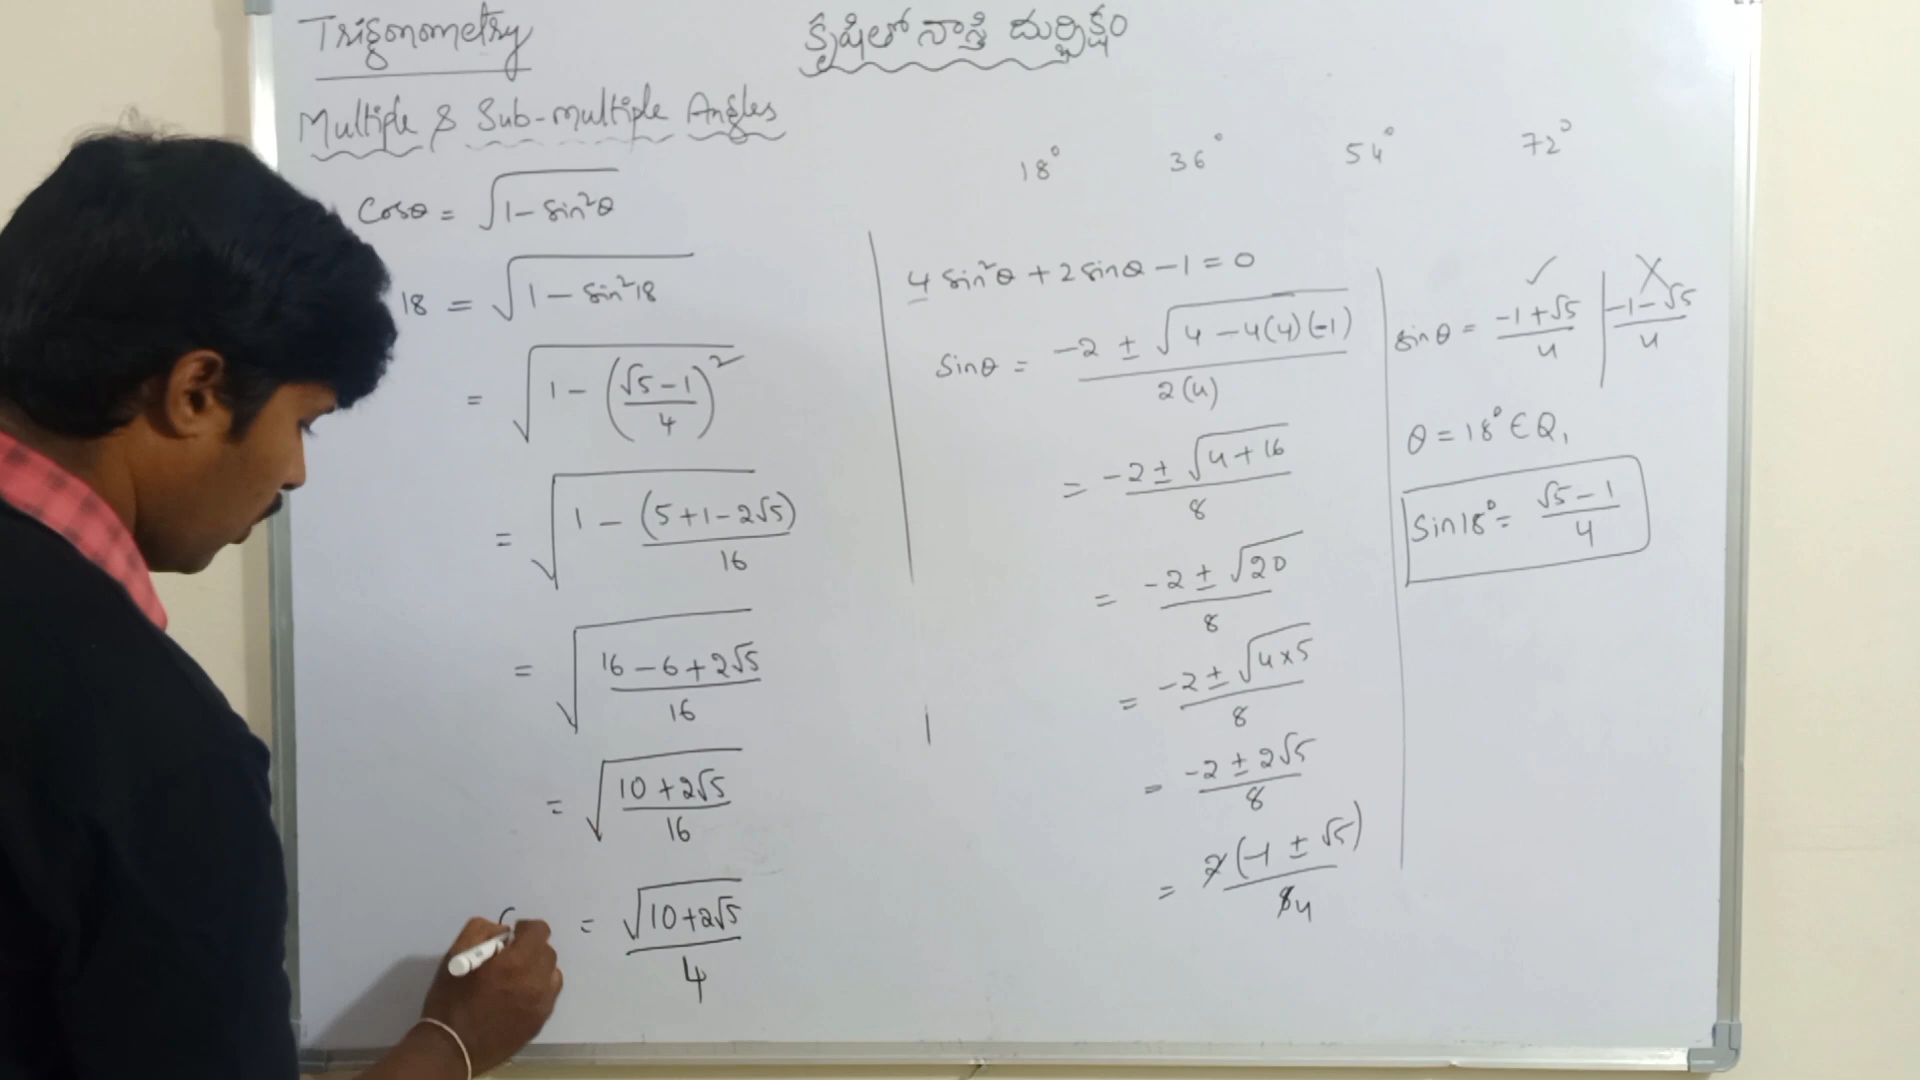 Trigonometry
కృషితో నాస్తి దుర్భిక్షం
Multiple & Sub-multiple Angles
18° 36° 54° 72°
Cosθ = √(1 - sin²θ)
18 = √(1 - sin²18)
= √(1 - ((√5 - 1)/4)²)
= √(1 - (5+1-2√5)/16)
= √((16 - 6 + 2√5)/16)
= √((10 + 2√5)/16)
= √(10+2√5)/4
4 sin²θ + 2 sinθ - 1 = 0
Sinθ = (-2 ± √(4 - 4(4)(-1)))/2(4)
= (-2 ± √(4+16))/8
= (-2 ± √20)/8
= (-2 ± √(4×5))/8
= (-2 ± 2√5)/8
= 2(-1 ± √5)/8 4
✓ X
sinθ = (-1+√5)/4 | (-1-√5)/4
θ = 18° ∈ Q₁
Sin18° = (√5 - 1)/4